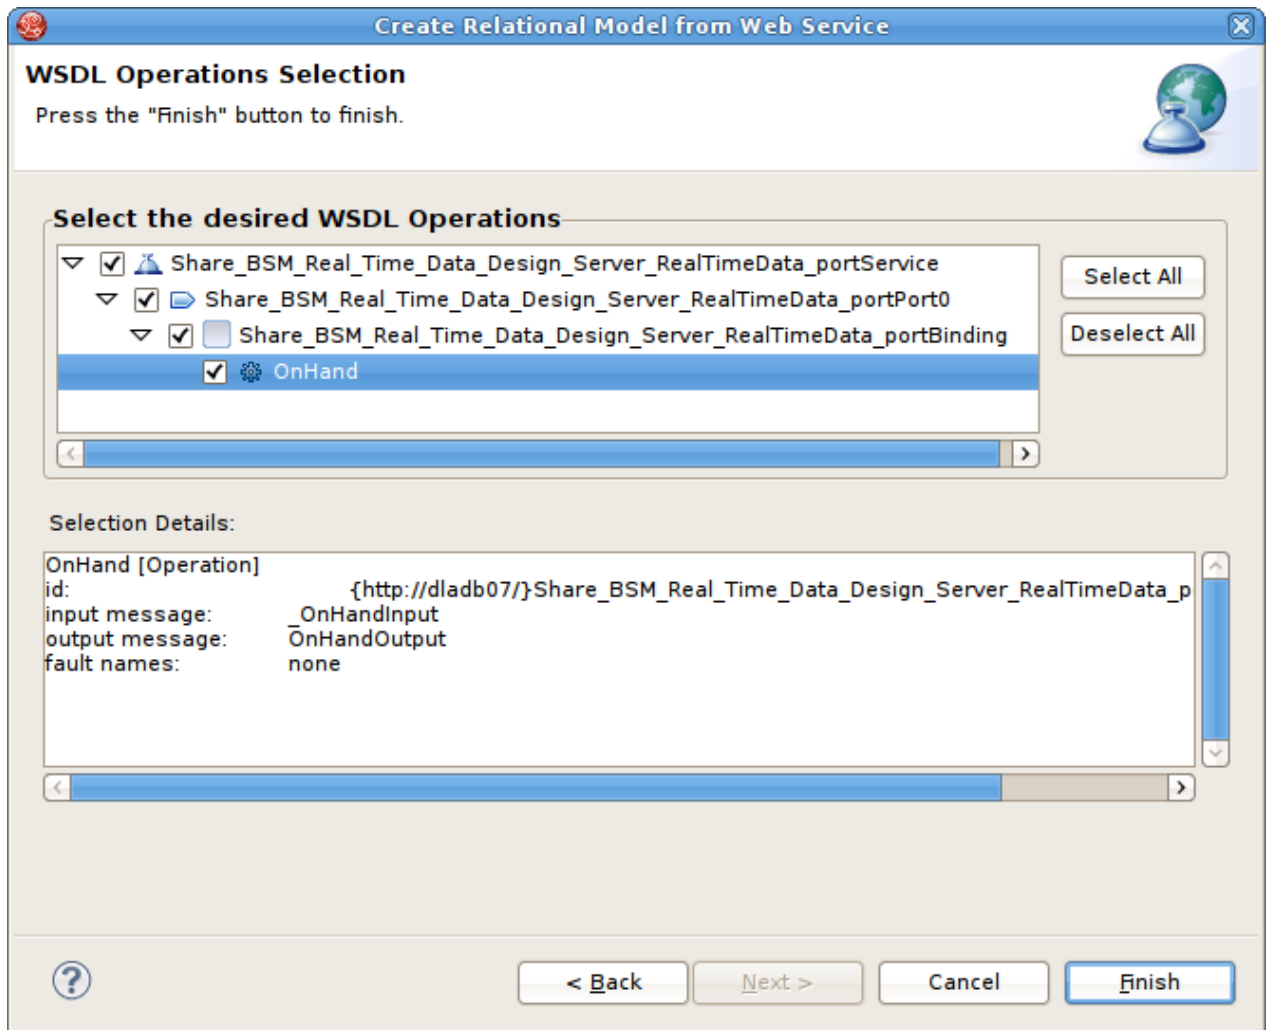 Create Relational Model from Web Service
WSDL Operations Selection
Press the "Finish" button to finish.
Select the desired WSDL Operations
Share_BSM_Real_Time_Data_Design_Server_RealTimeData_portService
Share_BSM_Real_Time_Data_Design_Server_RealTimeData_portPort0
Share_BSM_Real_Time_Data_Design_Server_RealTimeData_portBinding
OnHand
Select All
Deselect All
Selection Details:
OnHand [Operation]
id: {http://dladb07/}Share_BSM_Real_Time_Data_Design_Server_RealTimeData_p
input message: _OnHandInput
output message: OnHandOutput
fault names: none
?
< Back
Next >
Cancel
Finish